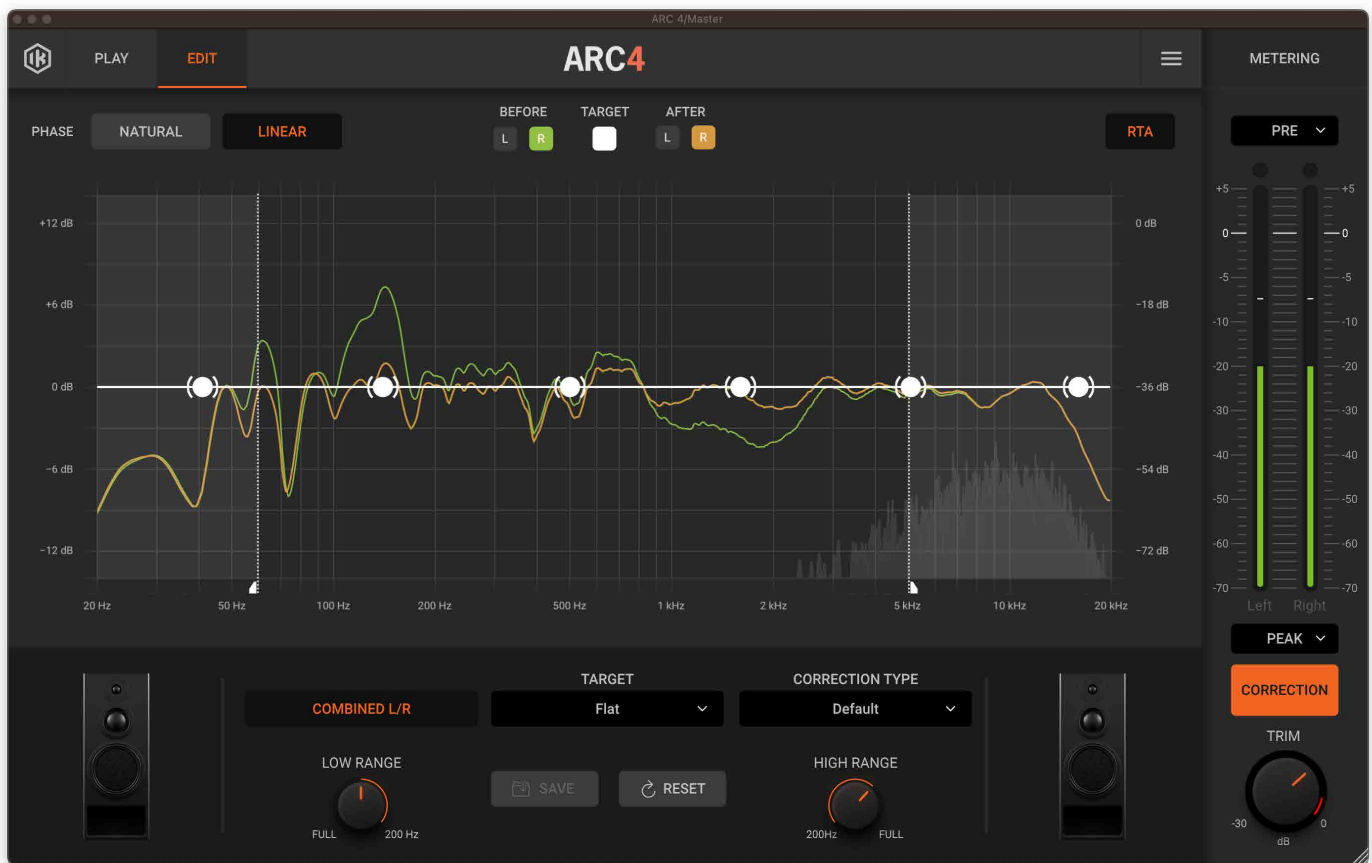 ARC 4/Master
PLAY
EDIT
ARC4
METERING
PHASE
NATURAL
LINEAR
BEFORE
L
R
TARGET
AFTER
L
R
RTA
PRE
+12 dB
+6 dB
0 dB
−6 dB
−12 dB
0 dB
−18 dB
−36 dB
−54 dB
−72 dB
20 Hz
50 Hz
100 Hz
200 Hz
500 Hz
1 kHz
2 kHz
5 kHz
10 kHz
20 kHz
+5
0
-5
-10
-20
-30
-40
-50
-60
-70
+5
0
-5
-10
-20
-30
-40
-50
-60
-70
Left
Right
PEAK
CORRECTION
TRIM
-30
0
dB
COMBINED L/R
TARGET
Flat
CORRECTION TYPE
Default
LOW RANGE
FULL
200 Hz
SAVE
RESET
HIGH RANGE
200Hz
FULL